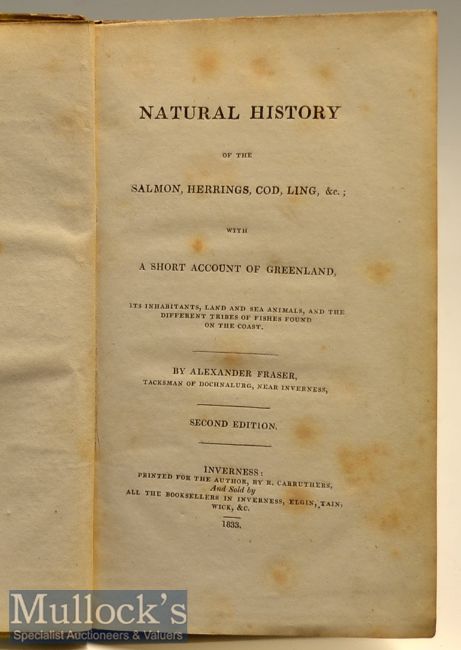 NATURAL HISTORY
OF THE
SALMON, HERRINGS, COD, LING, &c.;
WITH
A SHORT ACCOUNT OF GREENLAND,
ITS INHABITANTS, LAND AND SEA ANIMALS, AND THE
DIFFERENT TRIBES OF FISHES FOUND
ON THE COAST.
BY ALEXANDER FRASER,
TACKSMAN OF DOCHNALURG, NEAR INVERNESS,
SECOND EDITION.
INVERNESS:
PRINTED FOR THE AUTHOR, BY R. CARRUTHERS,
And Sold by
ALL THE BOOKSELLERS IN INVERNESS, ELGIN, TAIN,
WICK, &C.
1833.
Mullock's
Specialist Auctioneers & Valuers